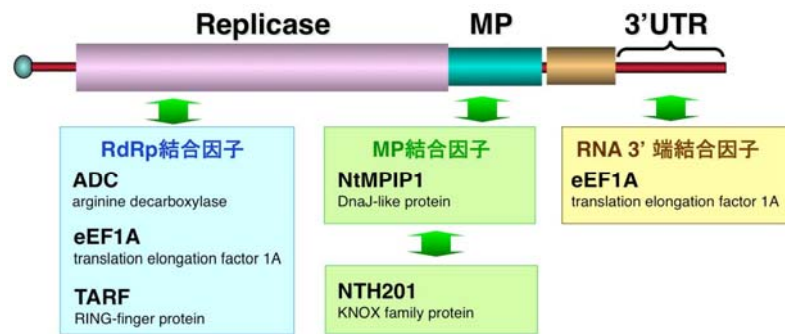 Replicase MP 3’UTR
RdRp結合因子
ADC
arginine decarboxylase
eEF1A
translation elongation factor 1A
TARF
RING-finger protein
MP結合因子
NtMPIP1
DnaJ-like protein
NTH201
KNOX family protein
RNA 3’ 端結合因子
eEF1A
translation elongation factor 1A